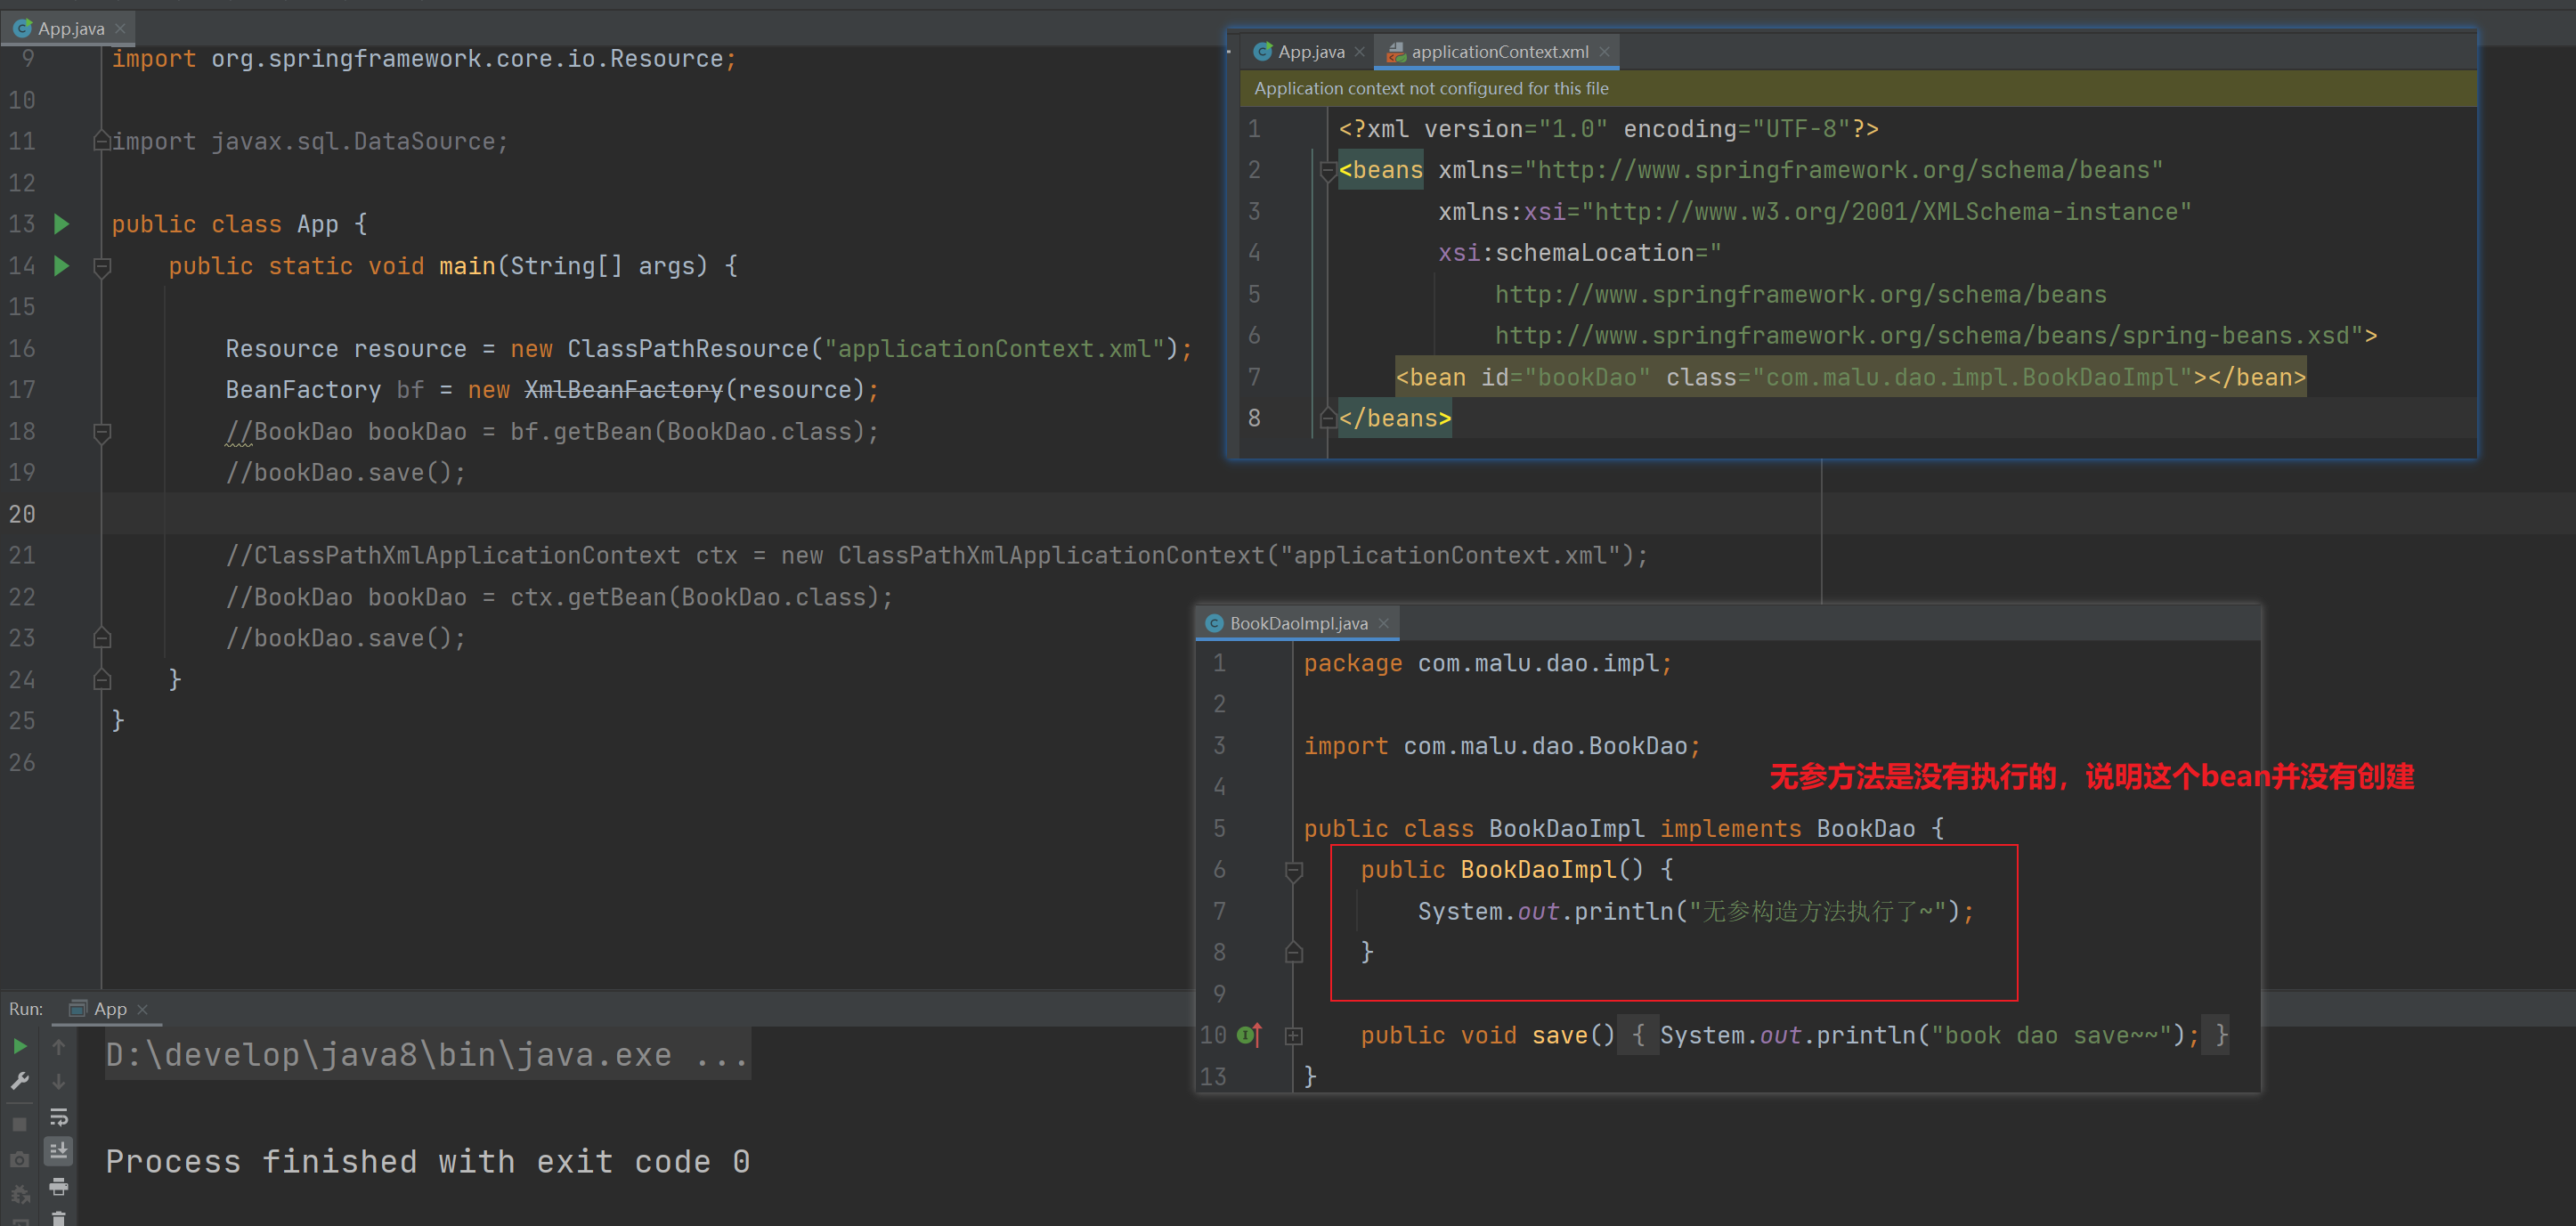 App.java
9 import org.springframework.core.io.Resource;
10
11 import javax.sql.DataSource;
12
13 public class App {
14 public static void main(String[] args) {
15
16 Resource resource = new ClassPathResource("applicationContext.xml");
17 BeanFactory bf = new XmlBeanFactory(resource);
18 //BookDao bookDao = bf.getBean(BookDao.class);
19 //bookDao.save();
20
21 //ClassPathXmlApplicationContext ctx = new ClassPathXmlApplicationContext("applicationContext.xml");
22 //BookDao bookDao = ctx.getBean(BookDao.class);
23 //bookDao.save();
24 }
25 }
26
App.java applicationContext.xml
Application context not configured for this file
1 <?xml version="1.0" encoding="UTF-8"?>
2 <beans xmlns="http://www.springframework.org/schema/beans"
3 xmlns:xsi="http://www.w3.org/2001/XMLSchema-instance"
4 xsi:schemaLocation="
5 http://www.springframework.org/schema/beans
6 http://www.springframework.org/schema/beans/spring-beans.xsd">
7 <bean id="bookDao" class="com.malu.dao.impl.BookDaoImpl"></bean>
8 </beans>
BookDaoImpl.java
1 package com.malu.dao.impl;
2
3 import com.malu.dao.BookDao;
无参方法是没有执行的，说明这个bean并没有创建
4
5 public class BookDaoImpl implements BookDao {
6 public BookDaoImpl() {
7 System.out.println("无参构造方法执行了~");
8 }
9
10 public void save() { System.out.println("book dao save~~"); }
13 }
Run: App
D:\develop\java8\bin\java.exe ...
Process finished with exit code 0